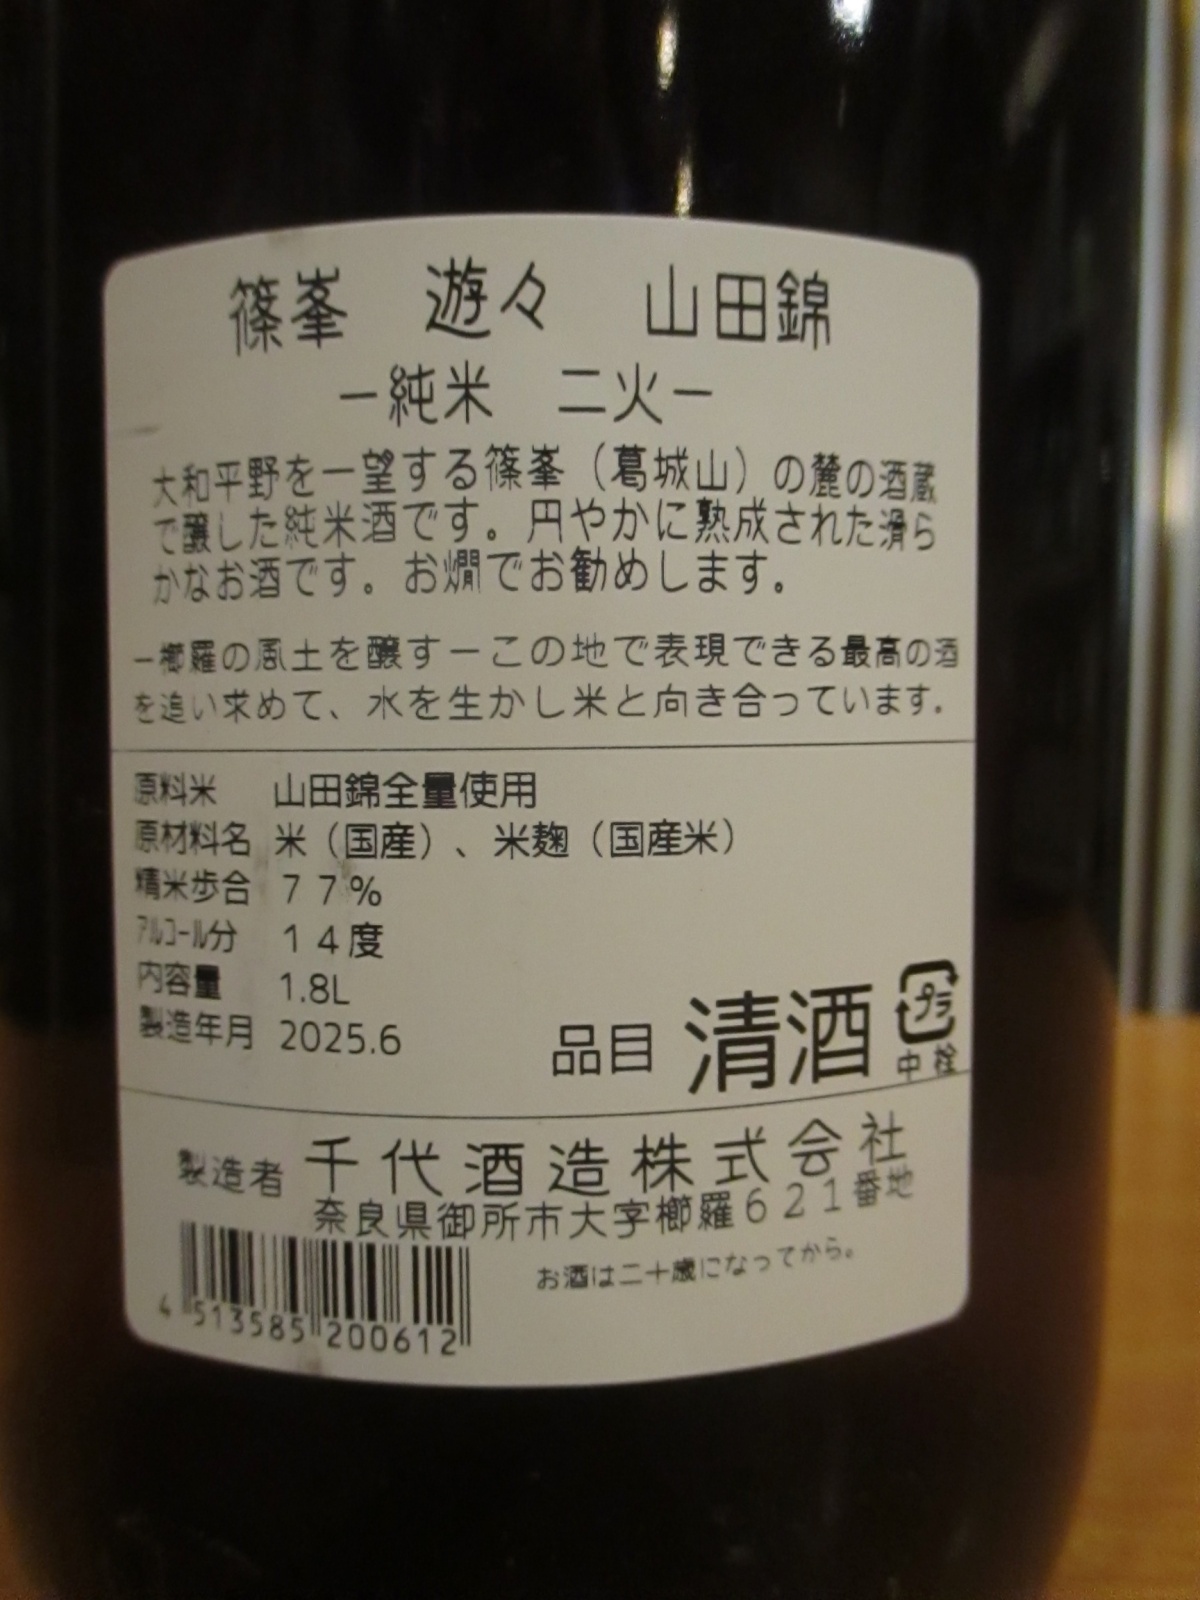 篠峯 遊々 山田錦
ー純米 二火ー
大和平野を一望する篠峯（葛城山）の麓の酒蔵
で醸した純米酒です。円やかに熟成された滑ら
かなお酒です。お燗でお勧めします。
ー櫛羅の風土を醸すーこの地で表現できる最高の酒
を追い求めて、水を生かし米と向き合っています。
原料米 山田錦全量使用
原材料名 米（国産）、米麹（国産米）
精米歩合 77%
アルコール分 14度
内容量 1.8L
製造年月 2025.6
品目 清酒
プラ
中栓
製造者 千代酒造株式会社
奈良県御所市大字櫛羅621番地
お酒は二十歳になってから。
4 513585 200612